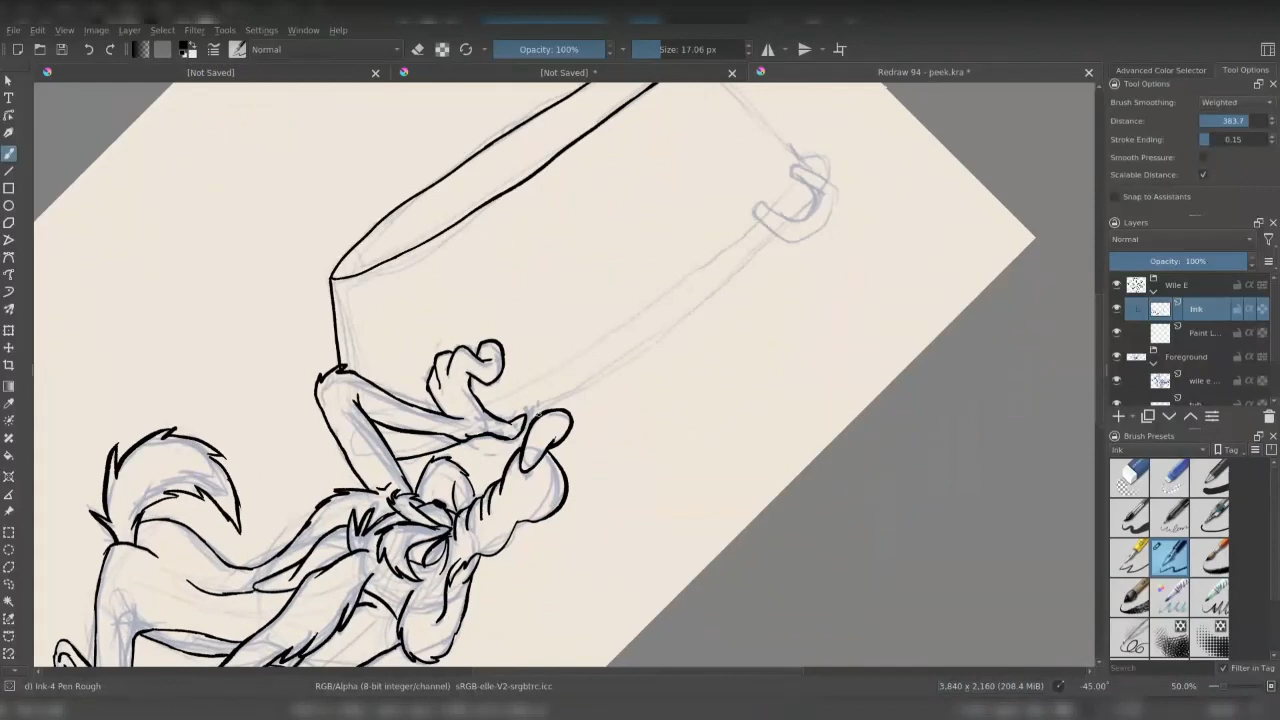 File Edit View Image Layer Select Filter Tools Settings Window Help
Normal Opacity: 100% Size: 17.06 px
[Not Saved] [Not Saved] * Redraw 94 - peek.kra *
Advanced Color Selector Tool Options
Tool Options
Brush Smoothing: Weighted
Distance: 383.7
Stroke Ending: 0.15
Smooth Pressure:
Scalable Distance:
Snap to Assistants
Layers
Normal
Opacity: 100%
Wile E
Ink
Paint L...
Foreground
wile e ...
tub
Brush Presets
Ink Tag
Search Filter in Tag
d) Ink-4 Pen Rough RGB/Alpha (8-bit integer/channel) sRGB-elle-V2-srgbtrc.icc 3,840 x 2,160 (208.4 MiB) -45.00° 50.0%